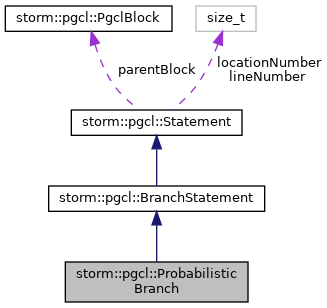 storm::pgcl::PgclBlock
size_t
parentBlock
locationNumber
lineNumber
storm::pgcl::Statement
storm::pgcl::BranchStatement
storm::pgcl::Probabilistic
Branch